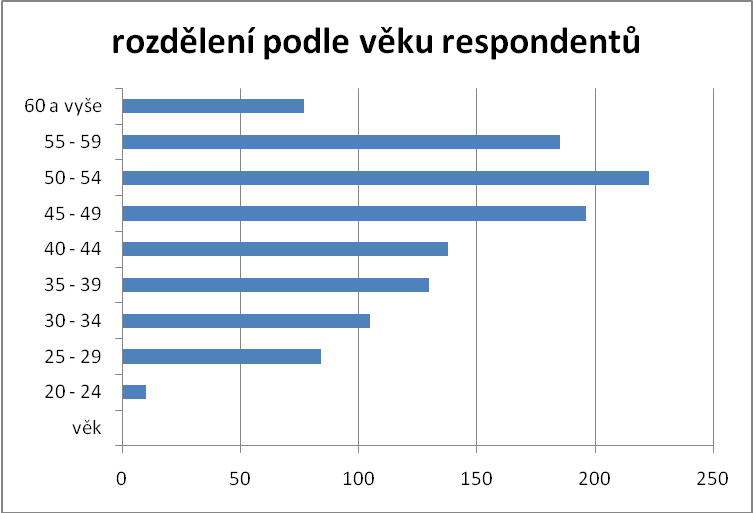 rozdělení podle věku respondentů
60 a vyše
55 - 59
50 - 54
45 - 49
40 - 44
35 - 39
30 - 34
25 - 29
20 - 24
věk
0 50 100 150 200 250